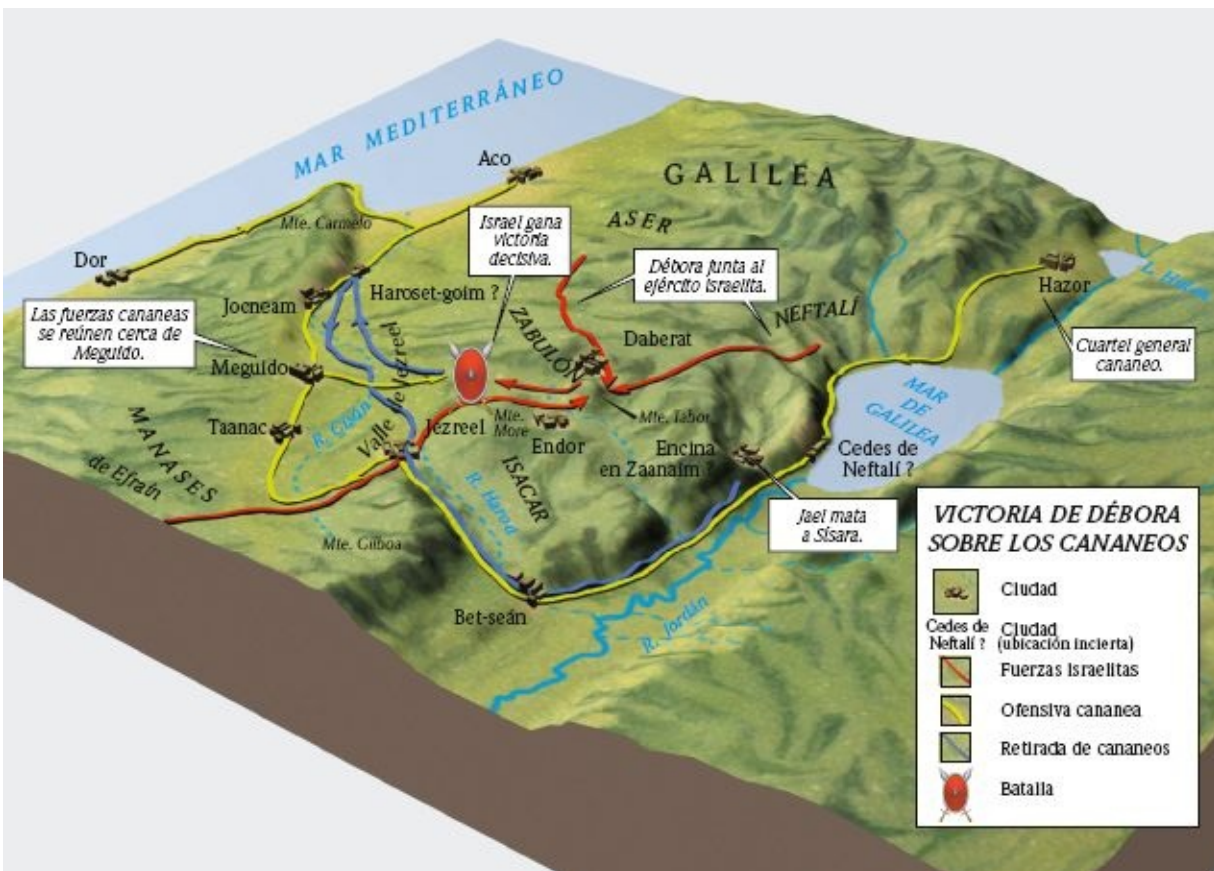 MAR MEDITERRÁNEO
Aco
GALILEA
ASER
Mte. Carmelo
Dor
Israel gana
victoria
decisiva.
Débora junta al
ejército israelita.
Hazor
L. Huleh
Jocneam
Haroset-goim ?
Las fuerzas cananeas
se reúnen cerca de
Meguido.
ZABULÓN
Daberat
NEFTALÍ
Cuartel general
cananeo.
Meguido
Valle de Jezreel
MAR
DE
GALILEA
MANASES
de Efraín
Taanac
R. Cisón
Jezreel
Mte.
More
Endor
Mte. Tabor
Encina
en Zaanaim ?
Cedes de
Neftalí ?
ISACAR
R. Harod
Mte. Gilboa
Jael mata
a Sísara.
Bet-seán
R. Jordán
VICTORIA DE DÉBORA
SOBRE LOS CANANEOS
Ciudad
Cedes de
Neftalí ?
Ciudad
(ubicación incierta)
Fuerzas israelitas
Ofensiva cananea
Retirada de cananeos
Batalla